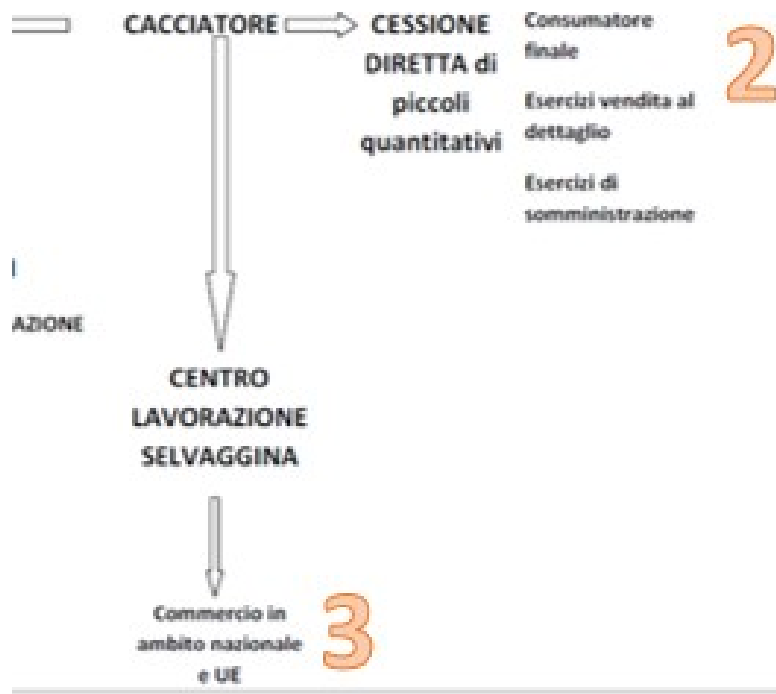 CACCIATORE
CESSIONE
DIRETTA di
piccoli
quantitativi
Consumatore
finale
Esercizi vendita al
dettaglio
Esercizi di
somministrazione
2
AZIONE
CENTRO
LAVORAZIONE
SELVAGGINA
Commercio in
ambito nazionale
e UE
3